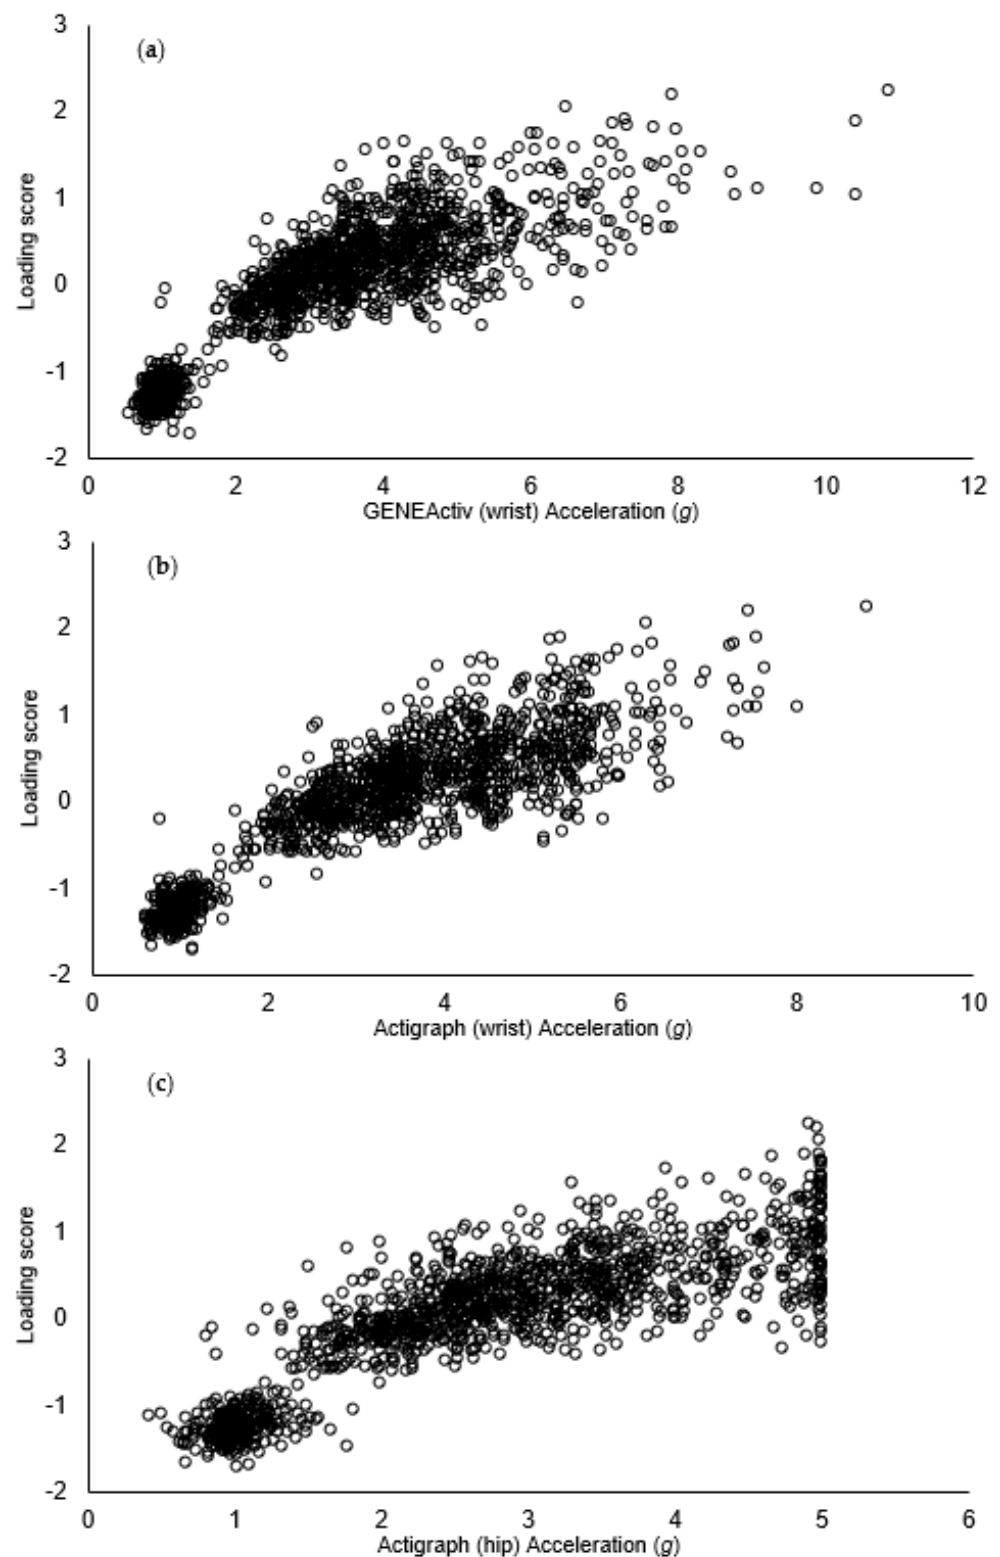 (a)
Loading score
3
2
1
0
-1
-2
0 2 4 6 8 10 12
GENEActiv (wrist) Acceleration (g)
(b)
Loading score
3
2
1
0
-1
-2
0 2 4 6 8 10
Actigraph (wrist) Acceleration (g)
(c)
Loading score
3
2
1
0
-1
-2
0 1 2 3 4 5 6
Actigraph (hip) Acceleration (g)